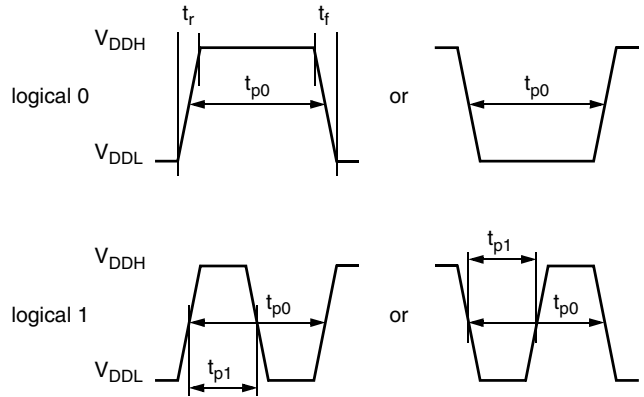 t_r t_f
V_DDH
logical 0 t_p0 or t_p0
V_DDL
V_DDH t_p1
logical 1 t_p0 or t_p0
V_DDL t_p1